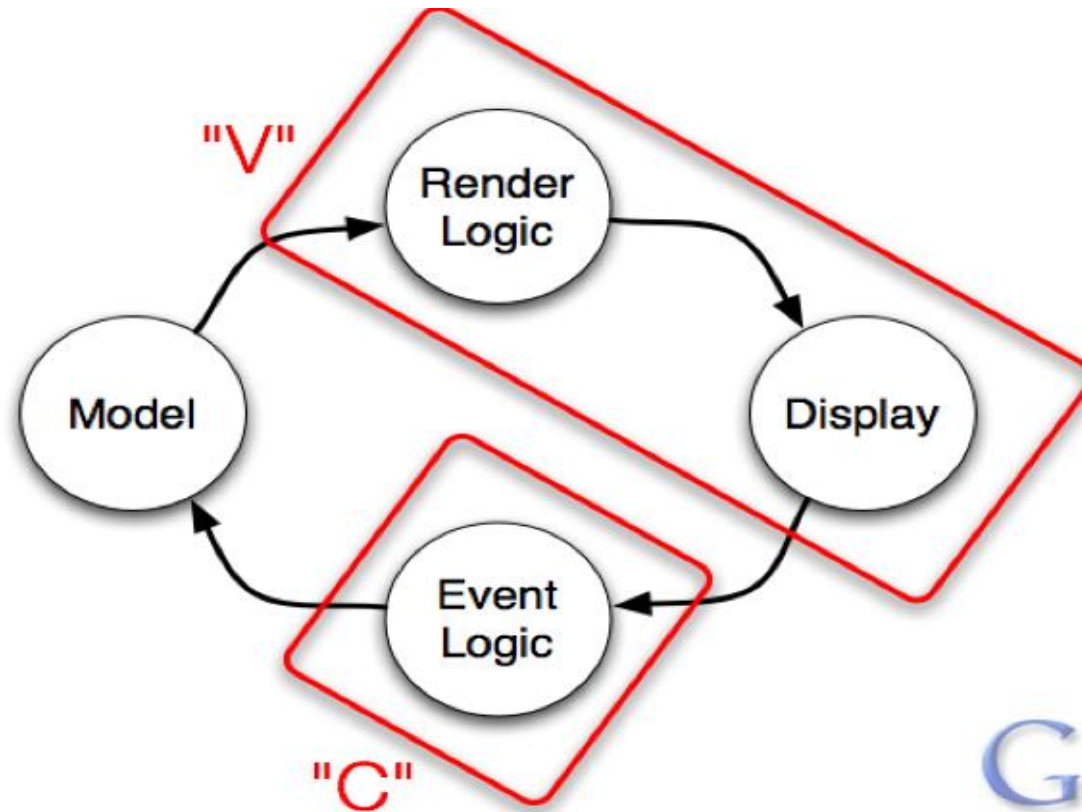 "V"
Render
Logic
Model
Display
Event
Logic
"C"
G